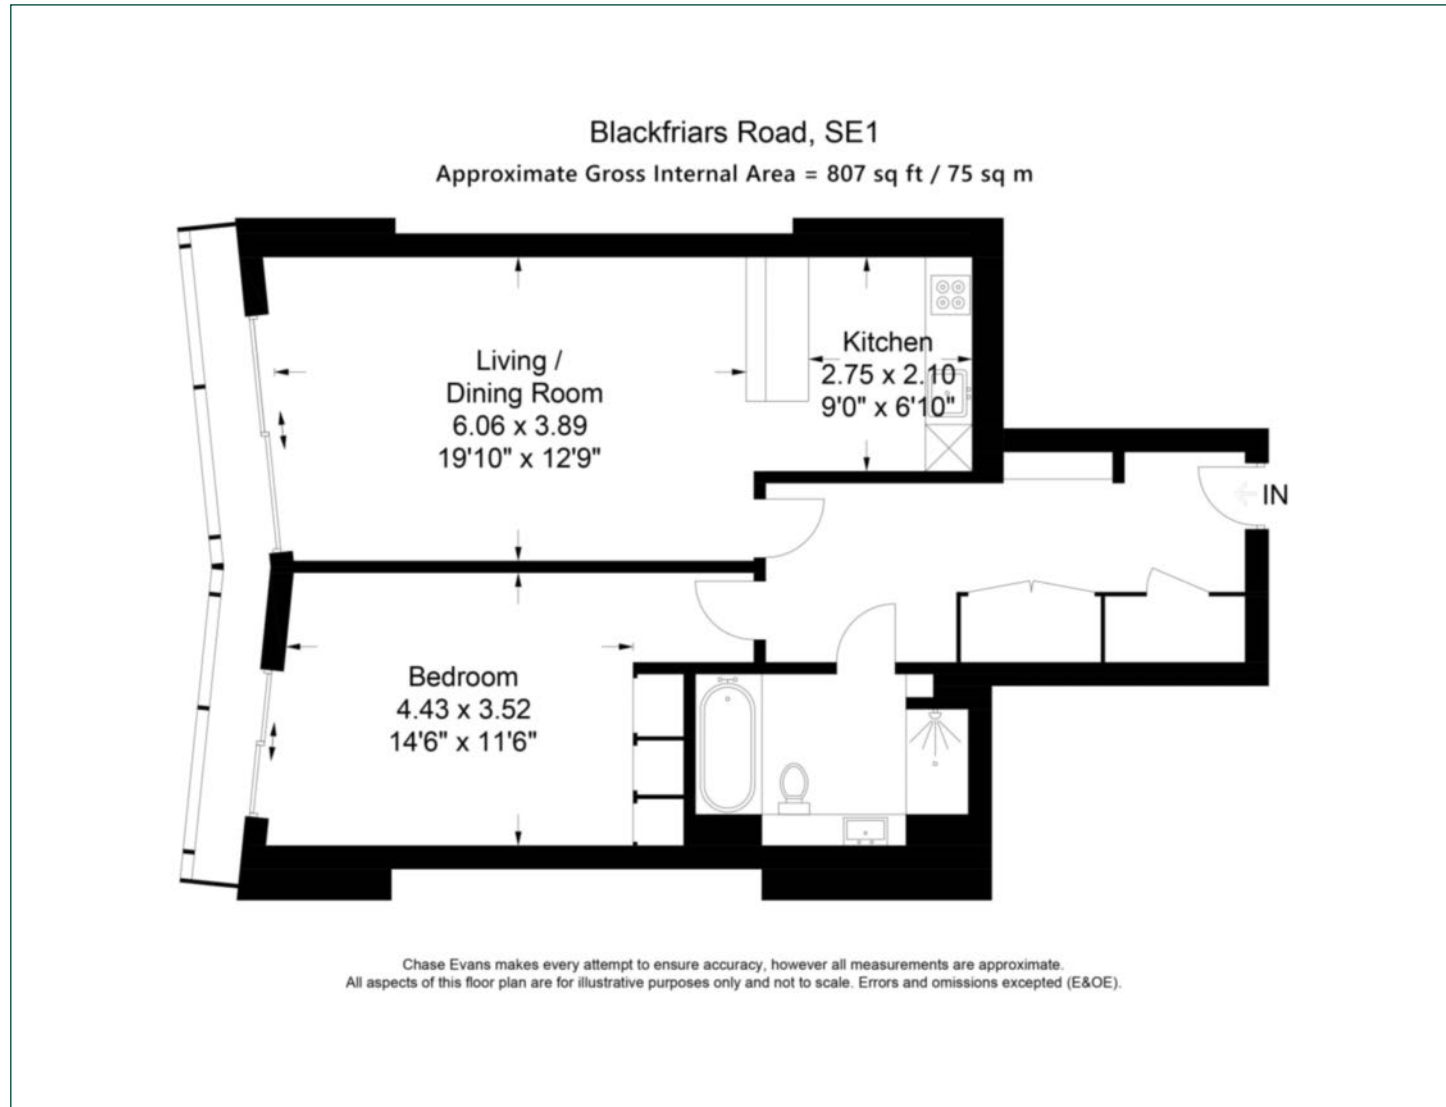 Blackfriars Road, SE1
Approximate Gross Internal Area = 807 sq ft / 75 sq m
Living /
Dining Room
6.06 x 3.89
19'10" x 12'9"
Kitchen
2.75 x 2.10
9'0" x 6'10"
IN
Bedroom
4.43 x 3.52
14'6" x 11'6"
Chase Evans makes every attempt to ensure accuracy, however all measurements are approximate.
All aspects of this floor plan are for illustrative purposes only and not to scale. Errors and omissions excepted (E&OE).